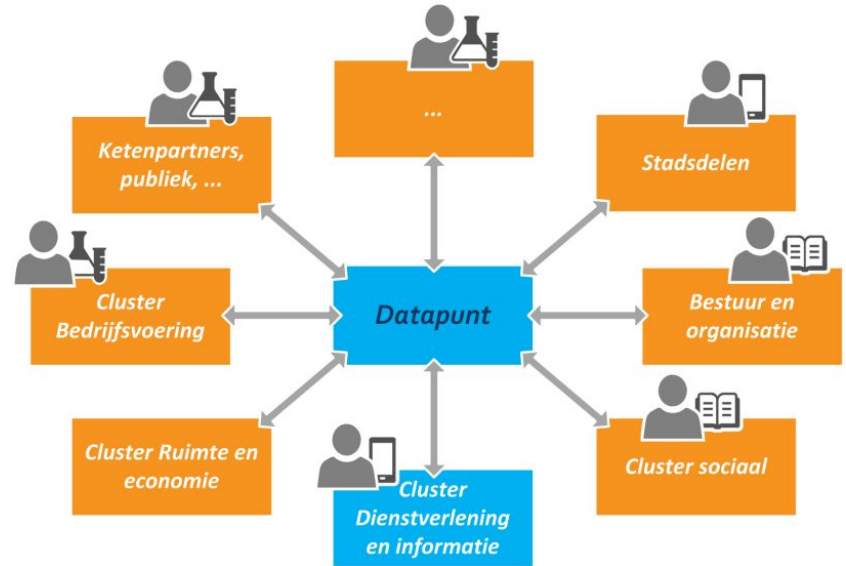 ...
Ketenpartners,
publiek, ...
Stadsdelen
Cluster
Bedrijfsvoering
Datapunt
Bestuur en
organisatie
Cluster Ruimte en
economie
Cluster
Dienstverlening
en informatie
Cluster sociaal